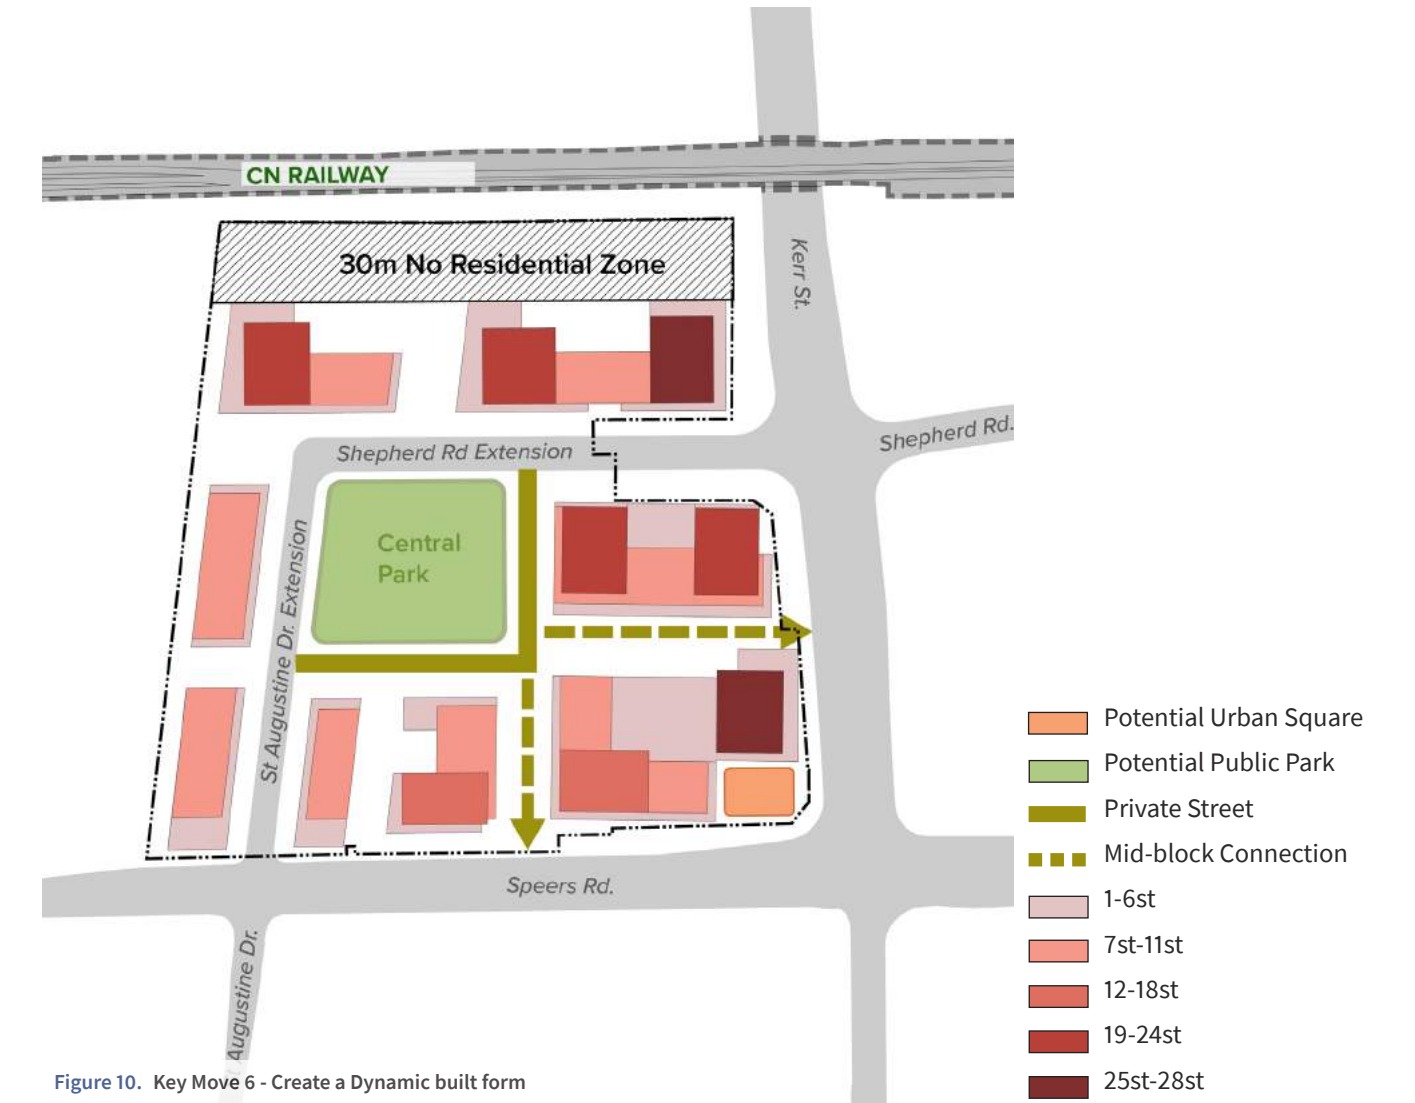 CN RAILWAY
30m No Residential Zone
Kerr St.
Shepherd Rd.
Shepherd Rd Extension
Central
Park
St Augustine Dr. Extension
Speers Rd.
Augustine Dr.
Potential Urban Square
Potential Public Park
Private Street
Mid-block Connection
1-6st
7st-11st
12-18st
19-24st
25st-28st
Figure 10. Key Move 6 - Create a Dynamic built form